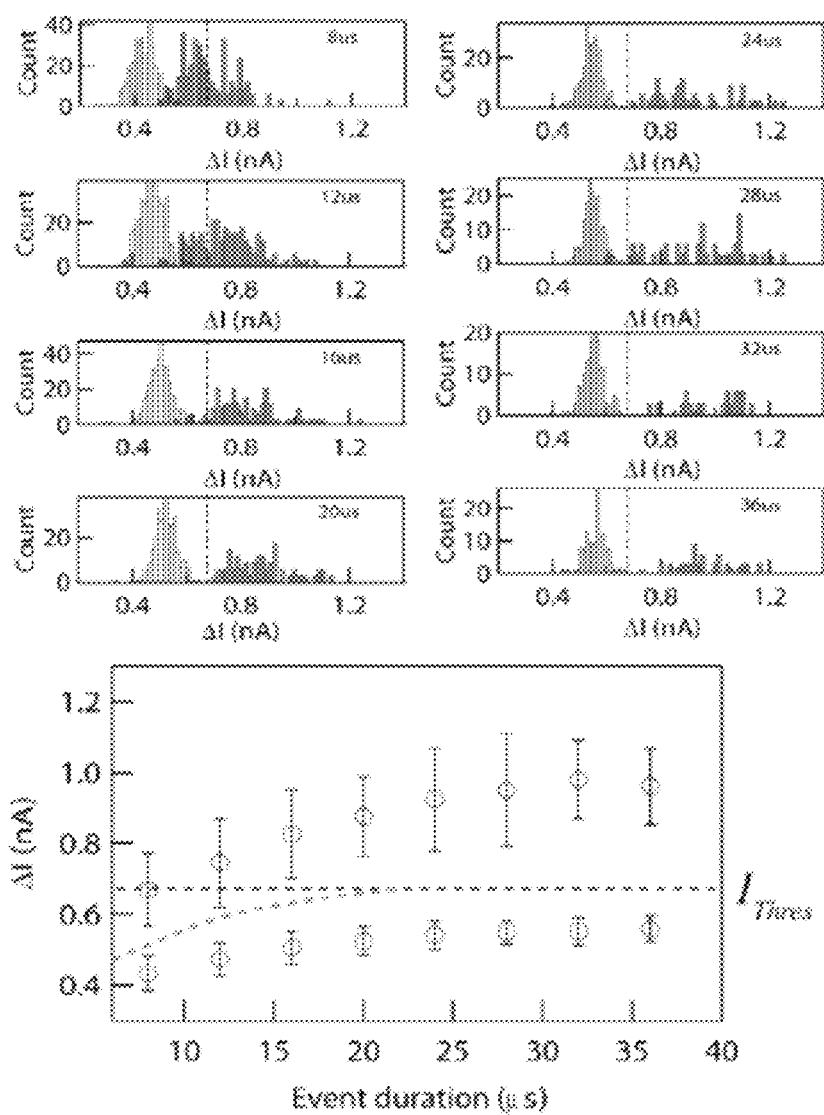 40
20
0
Count
8us
0.4 0.8 1.2
ΔI (nA)
20
0
Count
12us
0.4 0.8 1.2
ΔI (nA)
40
20
0
Count
16us
0.4 0.8 1.2
ΔI (nA)
20
0
Count
20us
0.4 0.8 1.2
ΔI (nA)
20
0
Count
24us
0.4 0.8 1.2
ΔI (nA)
20
10
0
Count
28us
0.4 0.8 1.2
ΔI (nA)
20
10
0
Count
32us
0.4 0.8 1.2
ΔI (nA)
20
10
0
Count
36us
0.4 0.8 1.2
ΔI (nA)
1.2
1.0
0.8
0.6
0.4
ΔI (nA)
I Thres
10 15 20 25 30 35 40
Event duration (μ s)